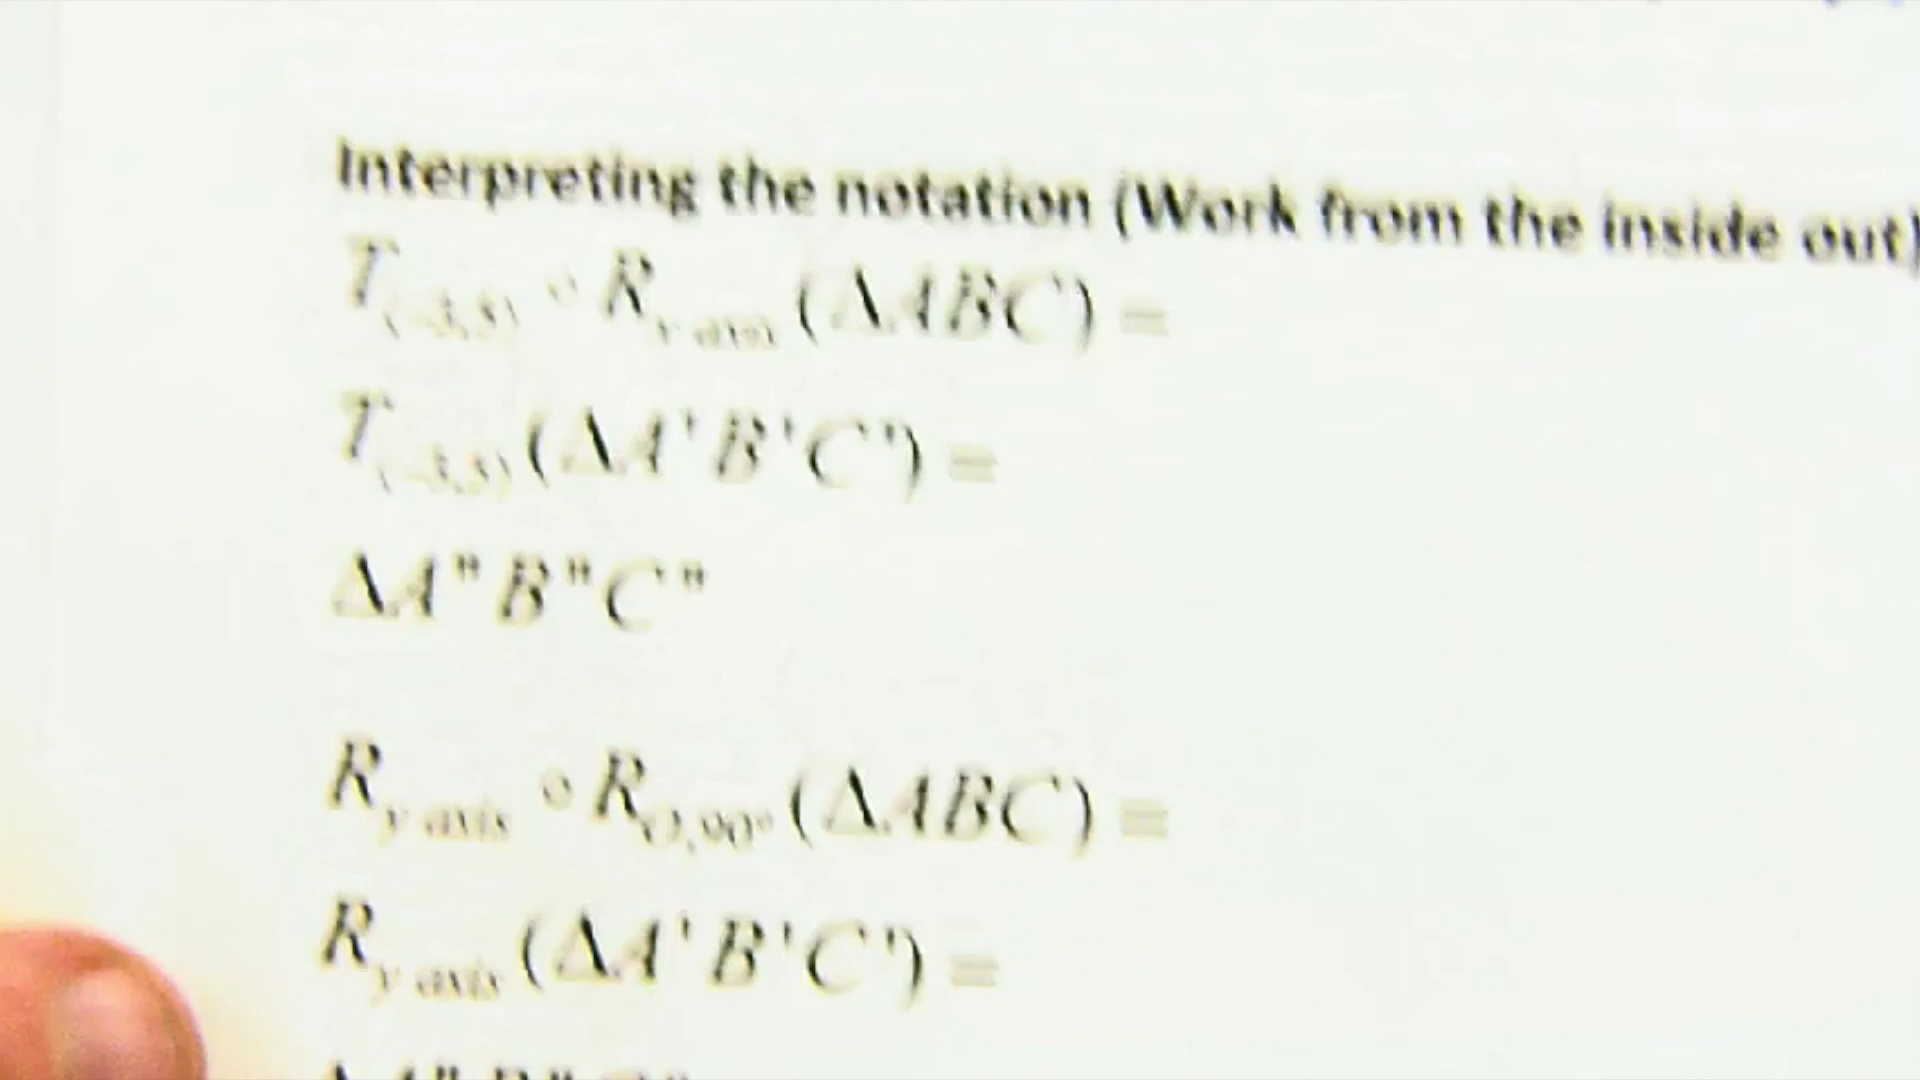 Interpreting the notation (Work from the inside out)
T(-3,5) ∘ Ry axis (ΔABC) =
T(-3,5) (ΔA'B'C') =
ΔA"B"C"
Ry axis ∘ RO,90° (ΔABC) =
Ry axis (ΔA'B'C') =
ΔA"B"C"